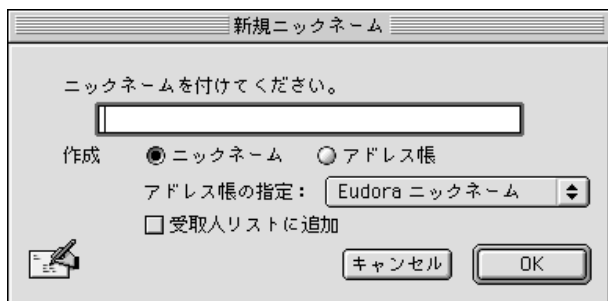 新規ニックネーム
ニックネームを付けてください。
作成 ニックネーム アドレス帳
アドレス帳の指定： Eudora ニックネーム
受取人リストに追加
キャンセル OK